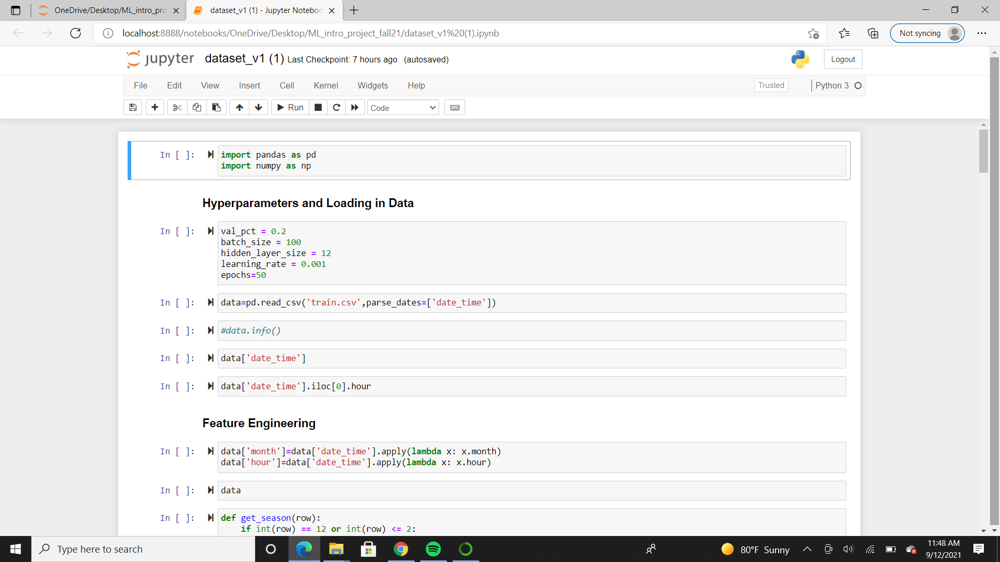 OneDrive/Desktop/ML_intro_pro
dataset_v1 (1) - Jupyter Noteboo
localhost:8888/notebooks/OneDrive/Desktop/ML_intro_project_fall21/dataset_v1%20(1).ipynb
Not syncing
jupyter dataset_v1 (1) Last Checkpoint: 7 hours ago (autosaved)
Logout
File Edit View Insert Cell Kernel Widgets Help
Trusted
Python 3
Run
Code
In [ ]:
import pandas as pd
import numpy as np
Hyperparameters and Loading in Data
In [ ]:
val_pct = 0.2
batch_size = 100
hidden_layer_size = 12
learning_rate = 0.001
epochs=50
In [ ]:
data=pd.read_csv('train.csv',parse_dates=['date_time'])
In [ ]:
#data.info()
In [ ]:
data['date_time']
In [ ]:
data['date_time'].iloc[0].hour
Feature Engineering
In [ ]:
data['month']=data['date_time'].apply(lambda x: x.month)
data['hour']=data['date_time'].apply(lambda x: x.hour)
In [ ]:
data
In [ ]:
def get_season(row):
if int(row) == 12 or int(row) <= 2:
Type here to search
80°F Sunny
11:48 AM
9/12/2021